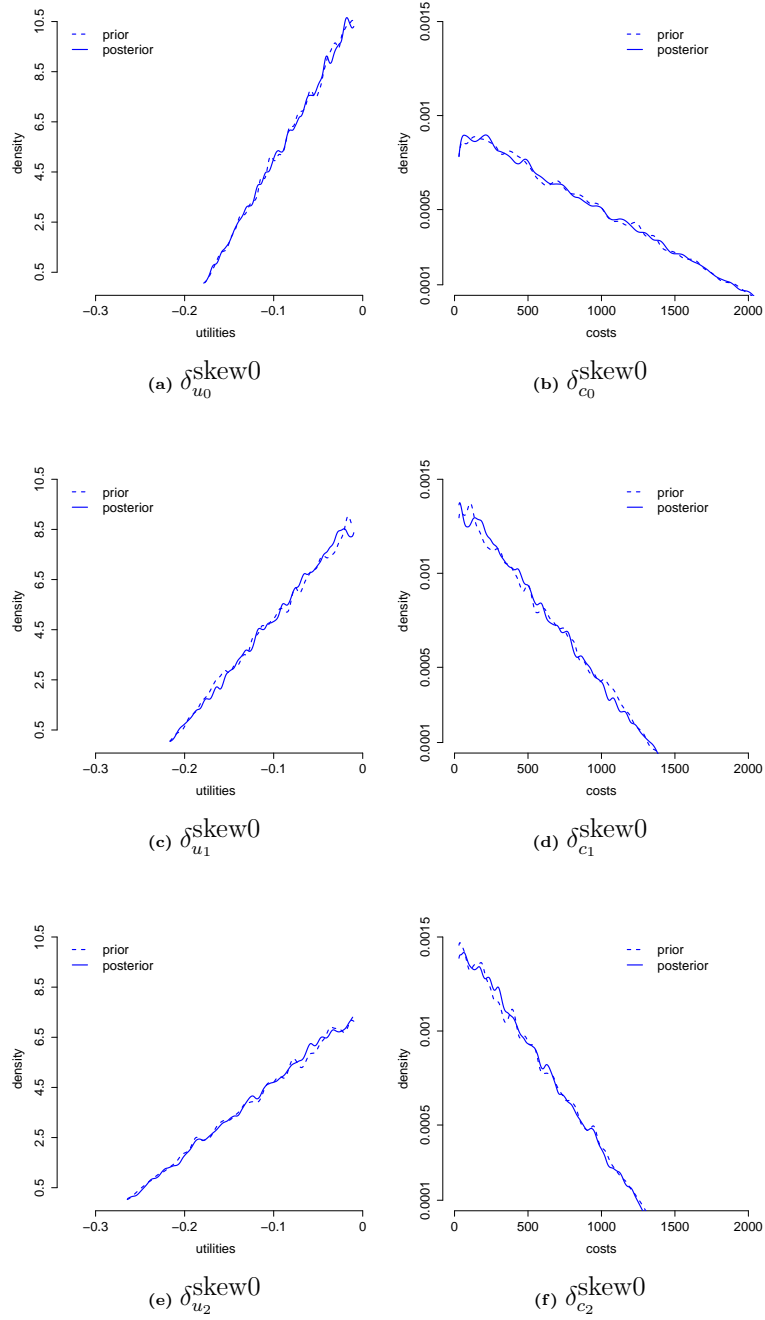 10.5
8.5
6.5
4.5
2.5
0.5
density
prior
posterior
−0.3 −0.2 −0.1 0
utilities
(a) δ_{u_0}^{skew0}
0.0015
0.001
0.0005
0.0001
density
prior
posterior
0 500 1000 1500 2000
costs
(b) δ_{c_0}^{skew0}
10.5
8.5
6.5
4.5
2.5
0.5
density
prior
posterior
−0.3 −0.2 −0.1 0
utilities
(c) δ_{u_1}^{skew0}
0.0015
0.001
0.0005
0.0001
density
prior
posterior
0 500 1000 1500 2000
costs
(d) δ_{c_1}^{skew0}
10.5
8.5
6.5
4.5
2.5
0.5
density
prior
posterior
−0.3 −0.2 −0.1 0
utilities
(e) δ_{u_2}^{skew0}
0.0015
0.001
0.0005
0.0001
density
prior
posterior
0 500 1000 1500 2000
costs
(f) δ_{c_2}^{skew0}